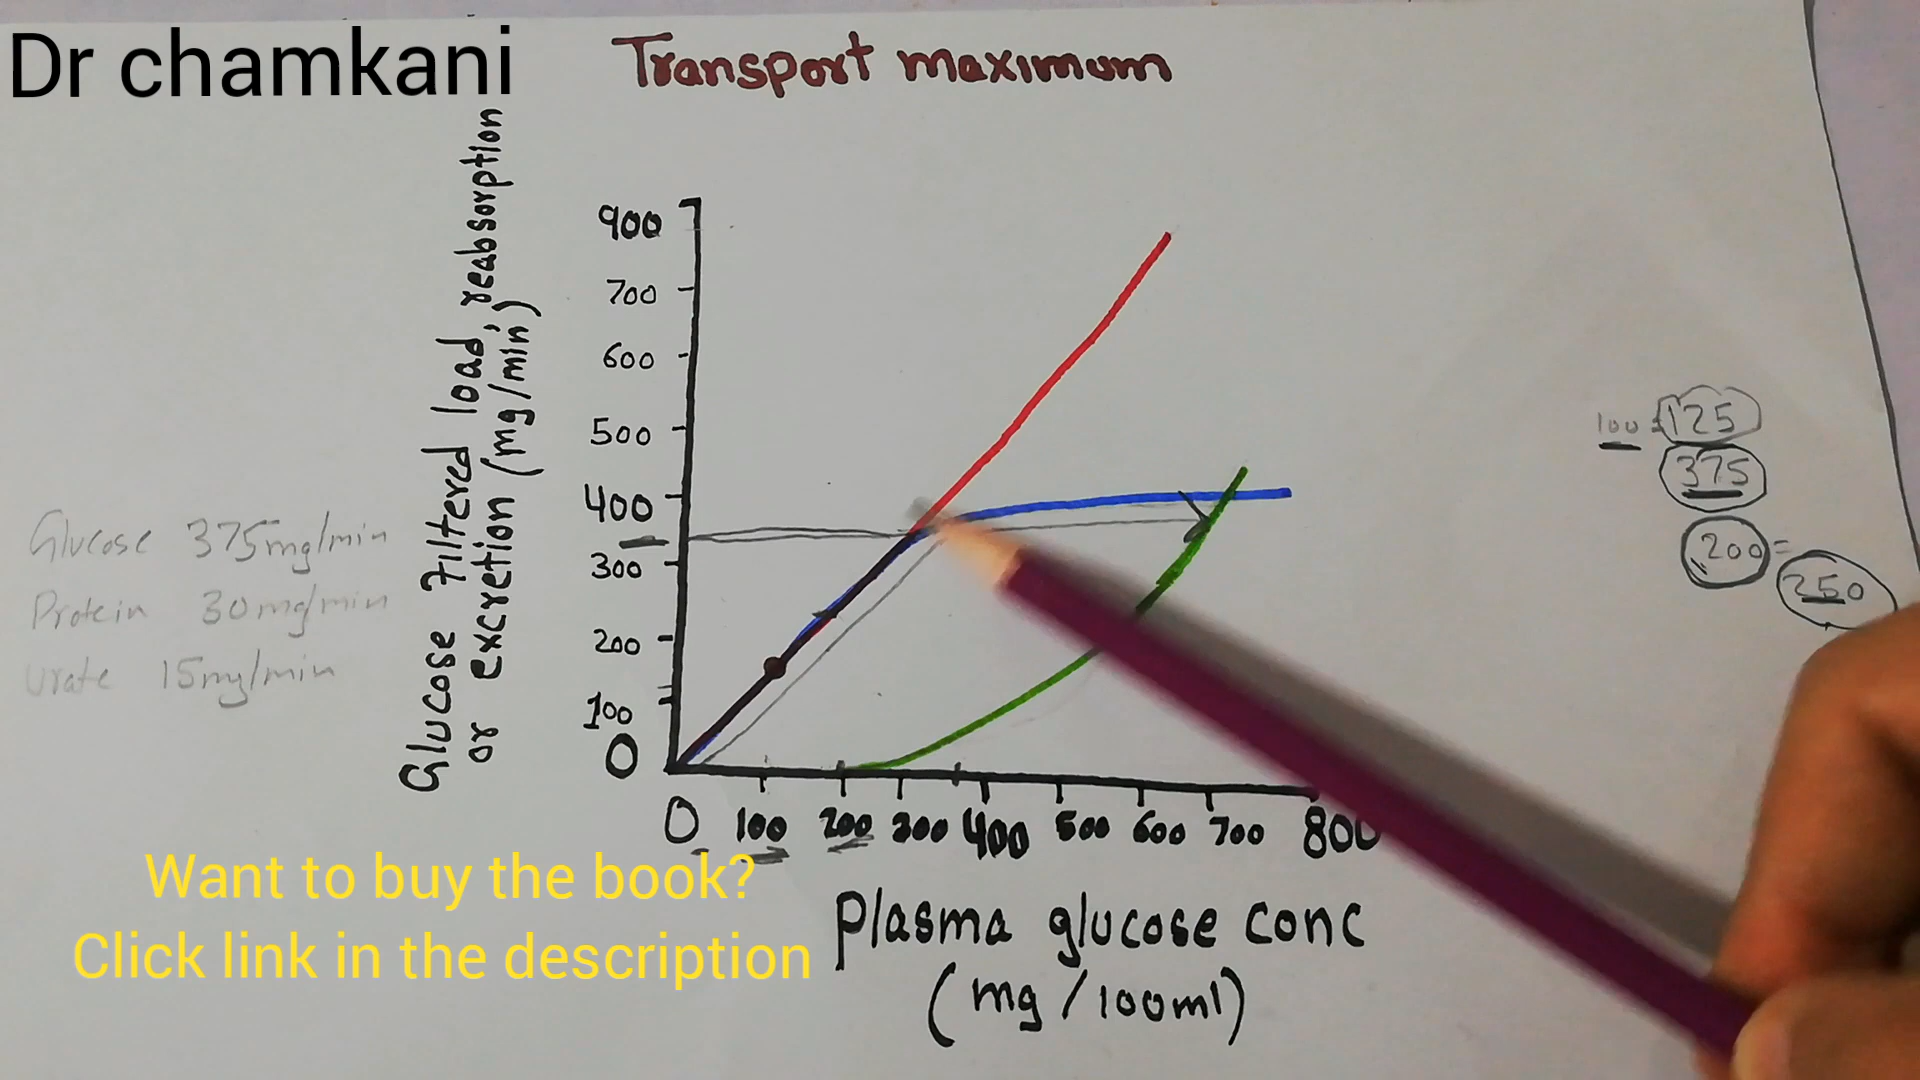 Dr chamkani
Transport maximum
Glucose filtered load, reabsorption
or excretion (mg/min)
900
700
600
500
400
300
200
100
0
0 100 200 300 400 500 600 700 800
Plasma glucose conc
(mg/100ml)
Glucose 375mg/min
Protein 30mg/min
Urate 15mg/min
100 = 125
375
200 =
250
Want to buy the book?
Click link in the description